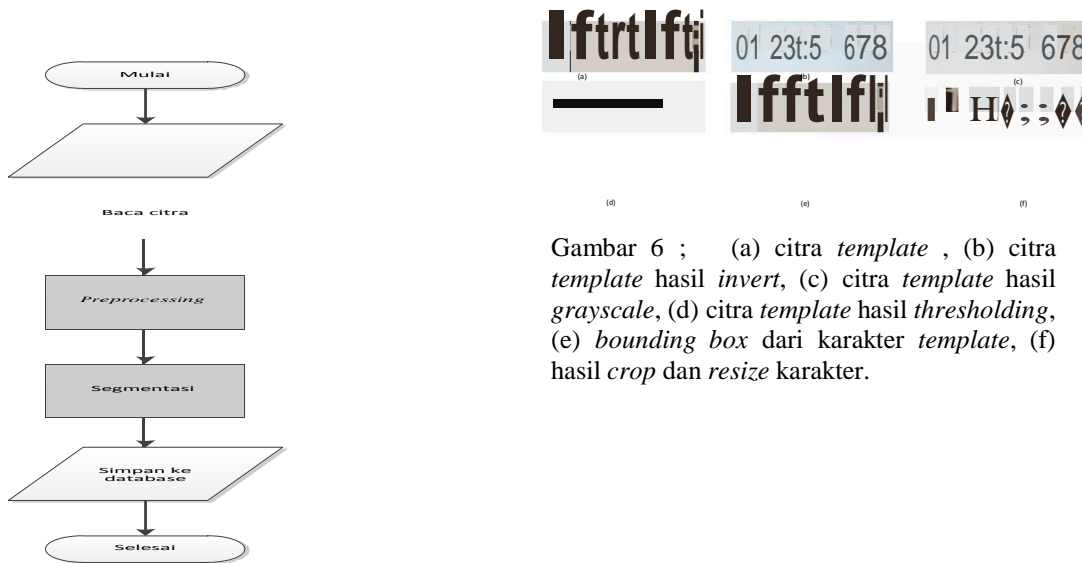 Mulai
Baca citra
Preprocessing
Segmentasi
Simpan ke
database
Selesai
01 23t:5 678
01 23t:5 678
(a)
(b)
(c)
(d)
(e)
(f)
Gambar 6 ; (a) citra template , (b) citra
template hasil invert, (c) citra template hasil
grayscale, (d) citra template hasil thresholding,
(e) bounding box dari karakter template, (f)
hasil crop dan resize karakter.